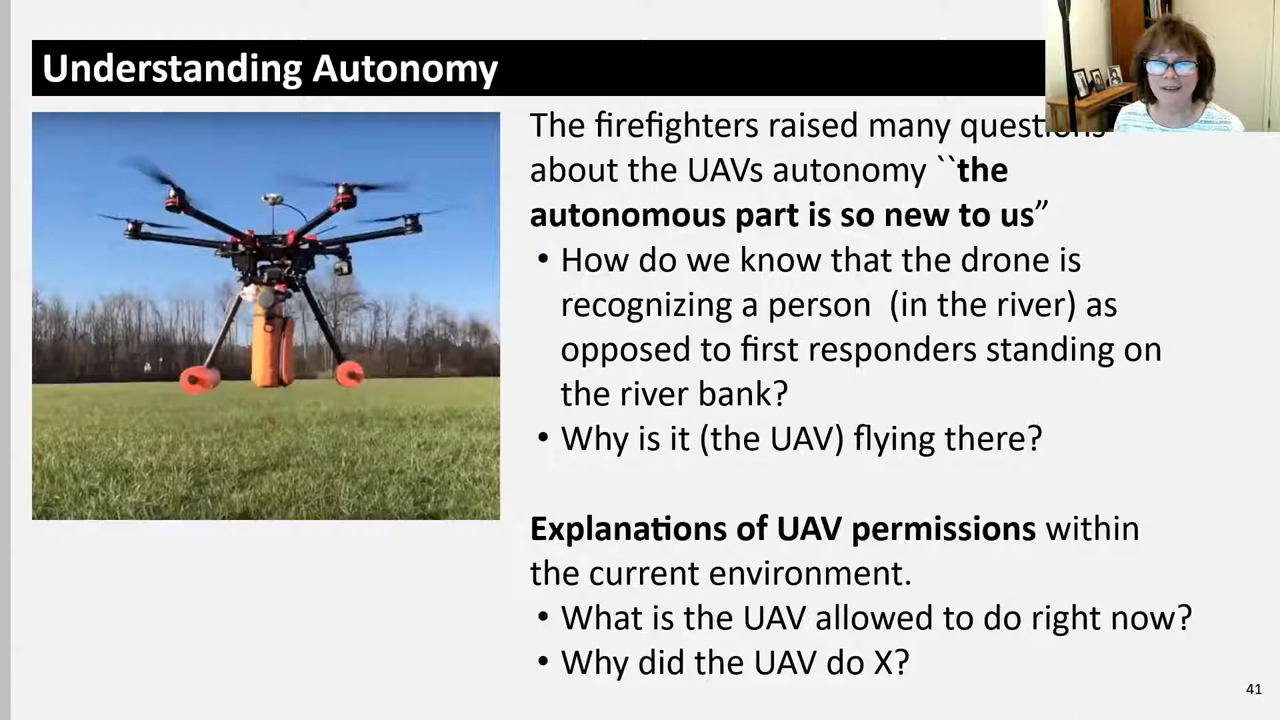 Understanding Autonomy
The firefighters raised many questions
about the UAVs autonomy ``the
autonomous part is so new to us”
• How do we know that the drone is
recognizing a person  (in the river) as
opposed to first responders standing on
the river bank?
• Why is it (the UAV) flying there?
Explanations of UAV permissions within
the current environment.
• What is the UAV allowed to do right now?
• Why did the UAV do X?
41